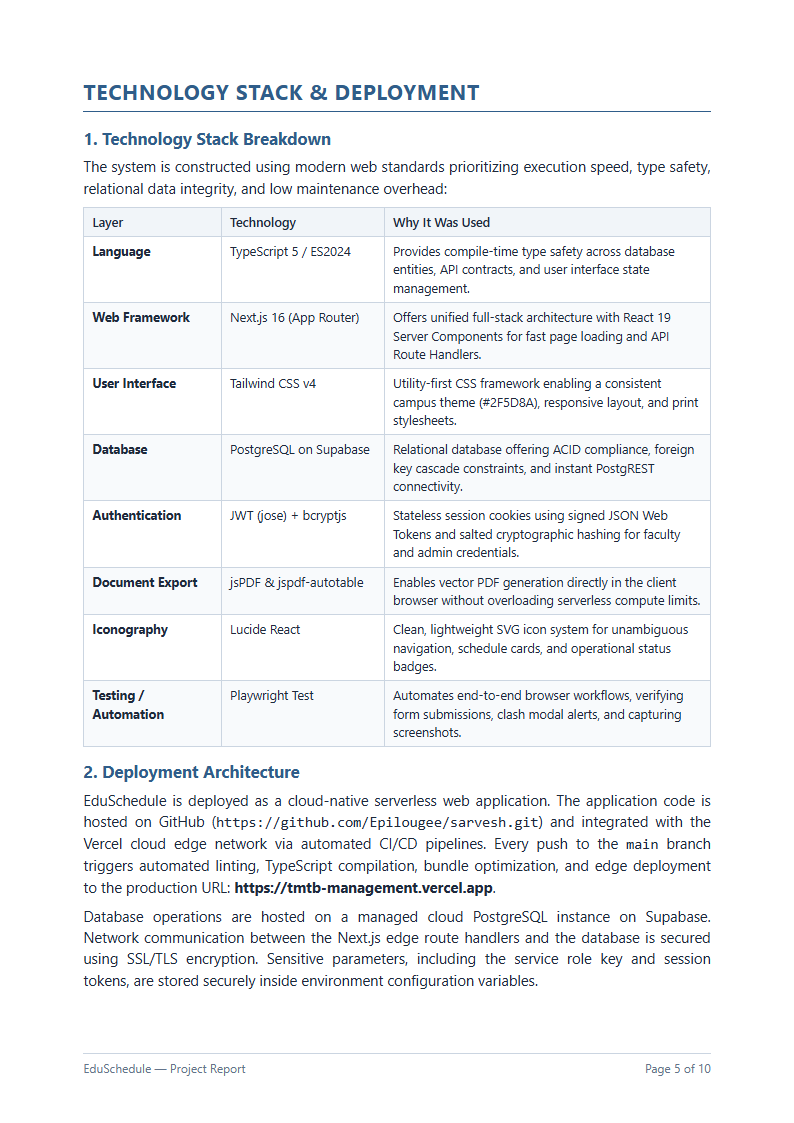 TECHNOLOGY STACK & DEPLOYMENT
1. Technology Stack Breakdown
The system is constructed using modern web standards prioritizing execution speed, type safety,
relational data integrity, and low maintenance overhead:
Layer Technology Why It Was Used
Language TypeScript 5 / ES2024 Provides compile-time type safety across database
entities, API contracts, and user interface state
management.
Web Framework Next.js 16 (App Router) Offers unified full-stack architecture with React 19
Server Components for fast page loading and API
Route Handlers.
User Interface Tailwind CSS v4 Utility-first CSS framework enabling a consistent
campus theme (#2F5D8A), responsive layout, and print
stylesheets.
Database PostgreSQL on Supabase Relational database offering ACID compliance, foreign
key cascade constraints, and instant PostgREST
connectivity.
Authentication JWT (jose) + bcryptjs Stateless session cookies using signed JSON Web
Tokens and salted cryptographic hashing for faculty
and admin credentials.
Document Export jsPDF & jspdf-autotable Enables vector PDF generation directly in the client
browser without overloading serverless compute limits.
Iconography Lucide React Clean, lightweight SVG icon system for unambiguous
navigation, schedule cards, and operational status
badges.
Testing / Playwright Test Automates end-to-end browser workflows, verifying
Automation form submissions, clash modal alerts, and capturing
screenshots.
2. Deployment Architecture
EduSchedule is deployed as a cloud-native serverless web application. The application code is
hosted on GitHub (https://github.com/Epilougee/sarvesh.git) and integrated with the
Vercel cloud edge network via automated CI/CD pipelines. Every push to the main branch
triggers automated linting, TypeScript compilation, bundle optimization, and edge deployment
to the production URL: https://tmtb-management.vercel.app.
Database operations are hosted on a managed cloud PostgreSQL instance on Supabase.
Network communication between the Next.js edge route handlers and the database is secured
using SSL/TLS encryption. Sensitive parameters, including the service role key and session
tokens, are stored securely inside environment configuration variables.
EduSchedule — Project Report Page 5 of 10